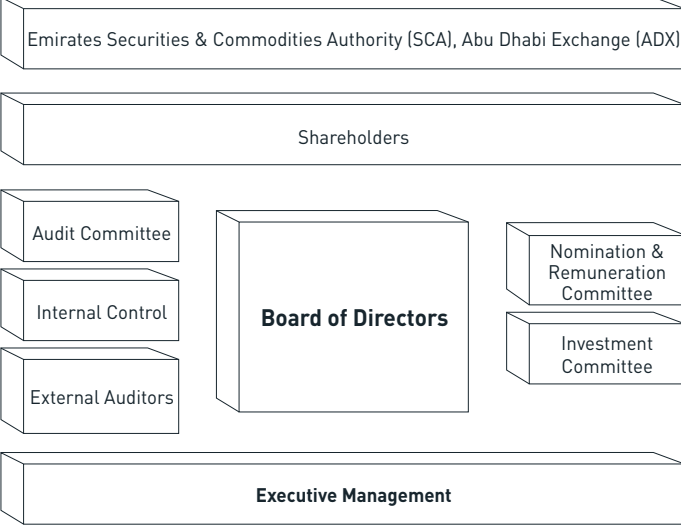 Emirates Securities & Commodities Authority (SCA), Abu Dhabi Exchange (ADX)
Shareholders
Audit Committee
Internal Control
External Auditors
Board of Directors
Nomination &
Remuneration
Committee
Investment
Committee
Executive Management